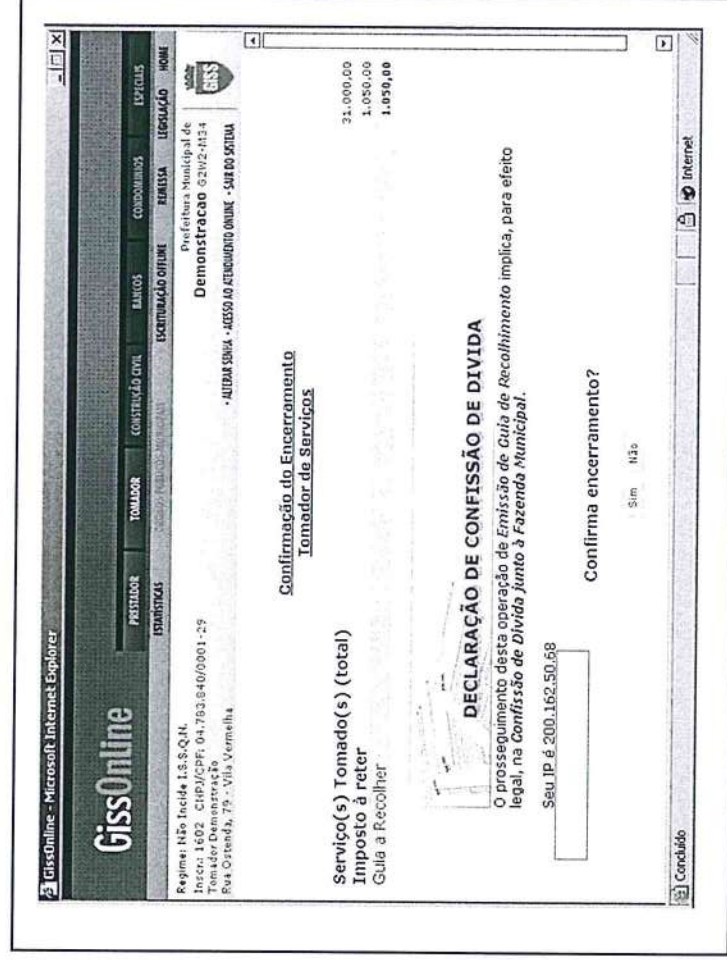 GissOnline - Microsoft Internet Explorer
GissOnline
PRESTADOR TOMADOR CONSTRUÇÃO CIVIL BANCOS CONDOMINIOS ESPECIAIS
ESTATÍSTICAS ESCRITURAÇÃO OFFLINE REMESSA LEGISLAÇÃO HOME
Regime: Não Incide I.S.S.Q.N.
Inscr.: 1602 CNPJ/CPF: 04.783.840/0001-29
Tomador Demonstração
Rua Ostenda, 79 - Vila Vermelha
Prefeitura Municipal de
Demonstracao G2W2-M34
GISS
• ALTERAR SENHA • ACESSO AO ATENDIMENTO ONLINE • SAIR DO SISTEMA
Confirmação do Encerramento
Tomador de Serviços
Serviço(s) Tomado(s) (total) 31.000,00
Imposto à reter 1.050,00
Guia a Recolher 1.050,00
DECLARAÇÃO DE CONFISSÃO DE DIVIDA
O prosseguimento desta operação de Emissão de Guia de Recolhimento implica, para efeito
legal, na Confissão de Divida junto à Fazenda Municipal.
Seu IP é 200.162.50.68
Confirma encerramento?
Sim Não
Concluído Internet